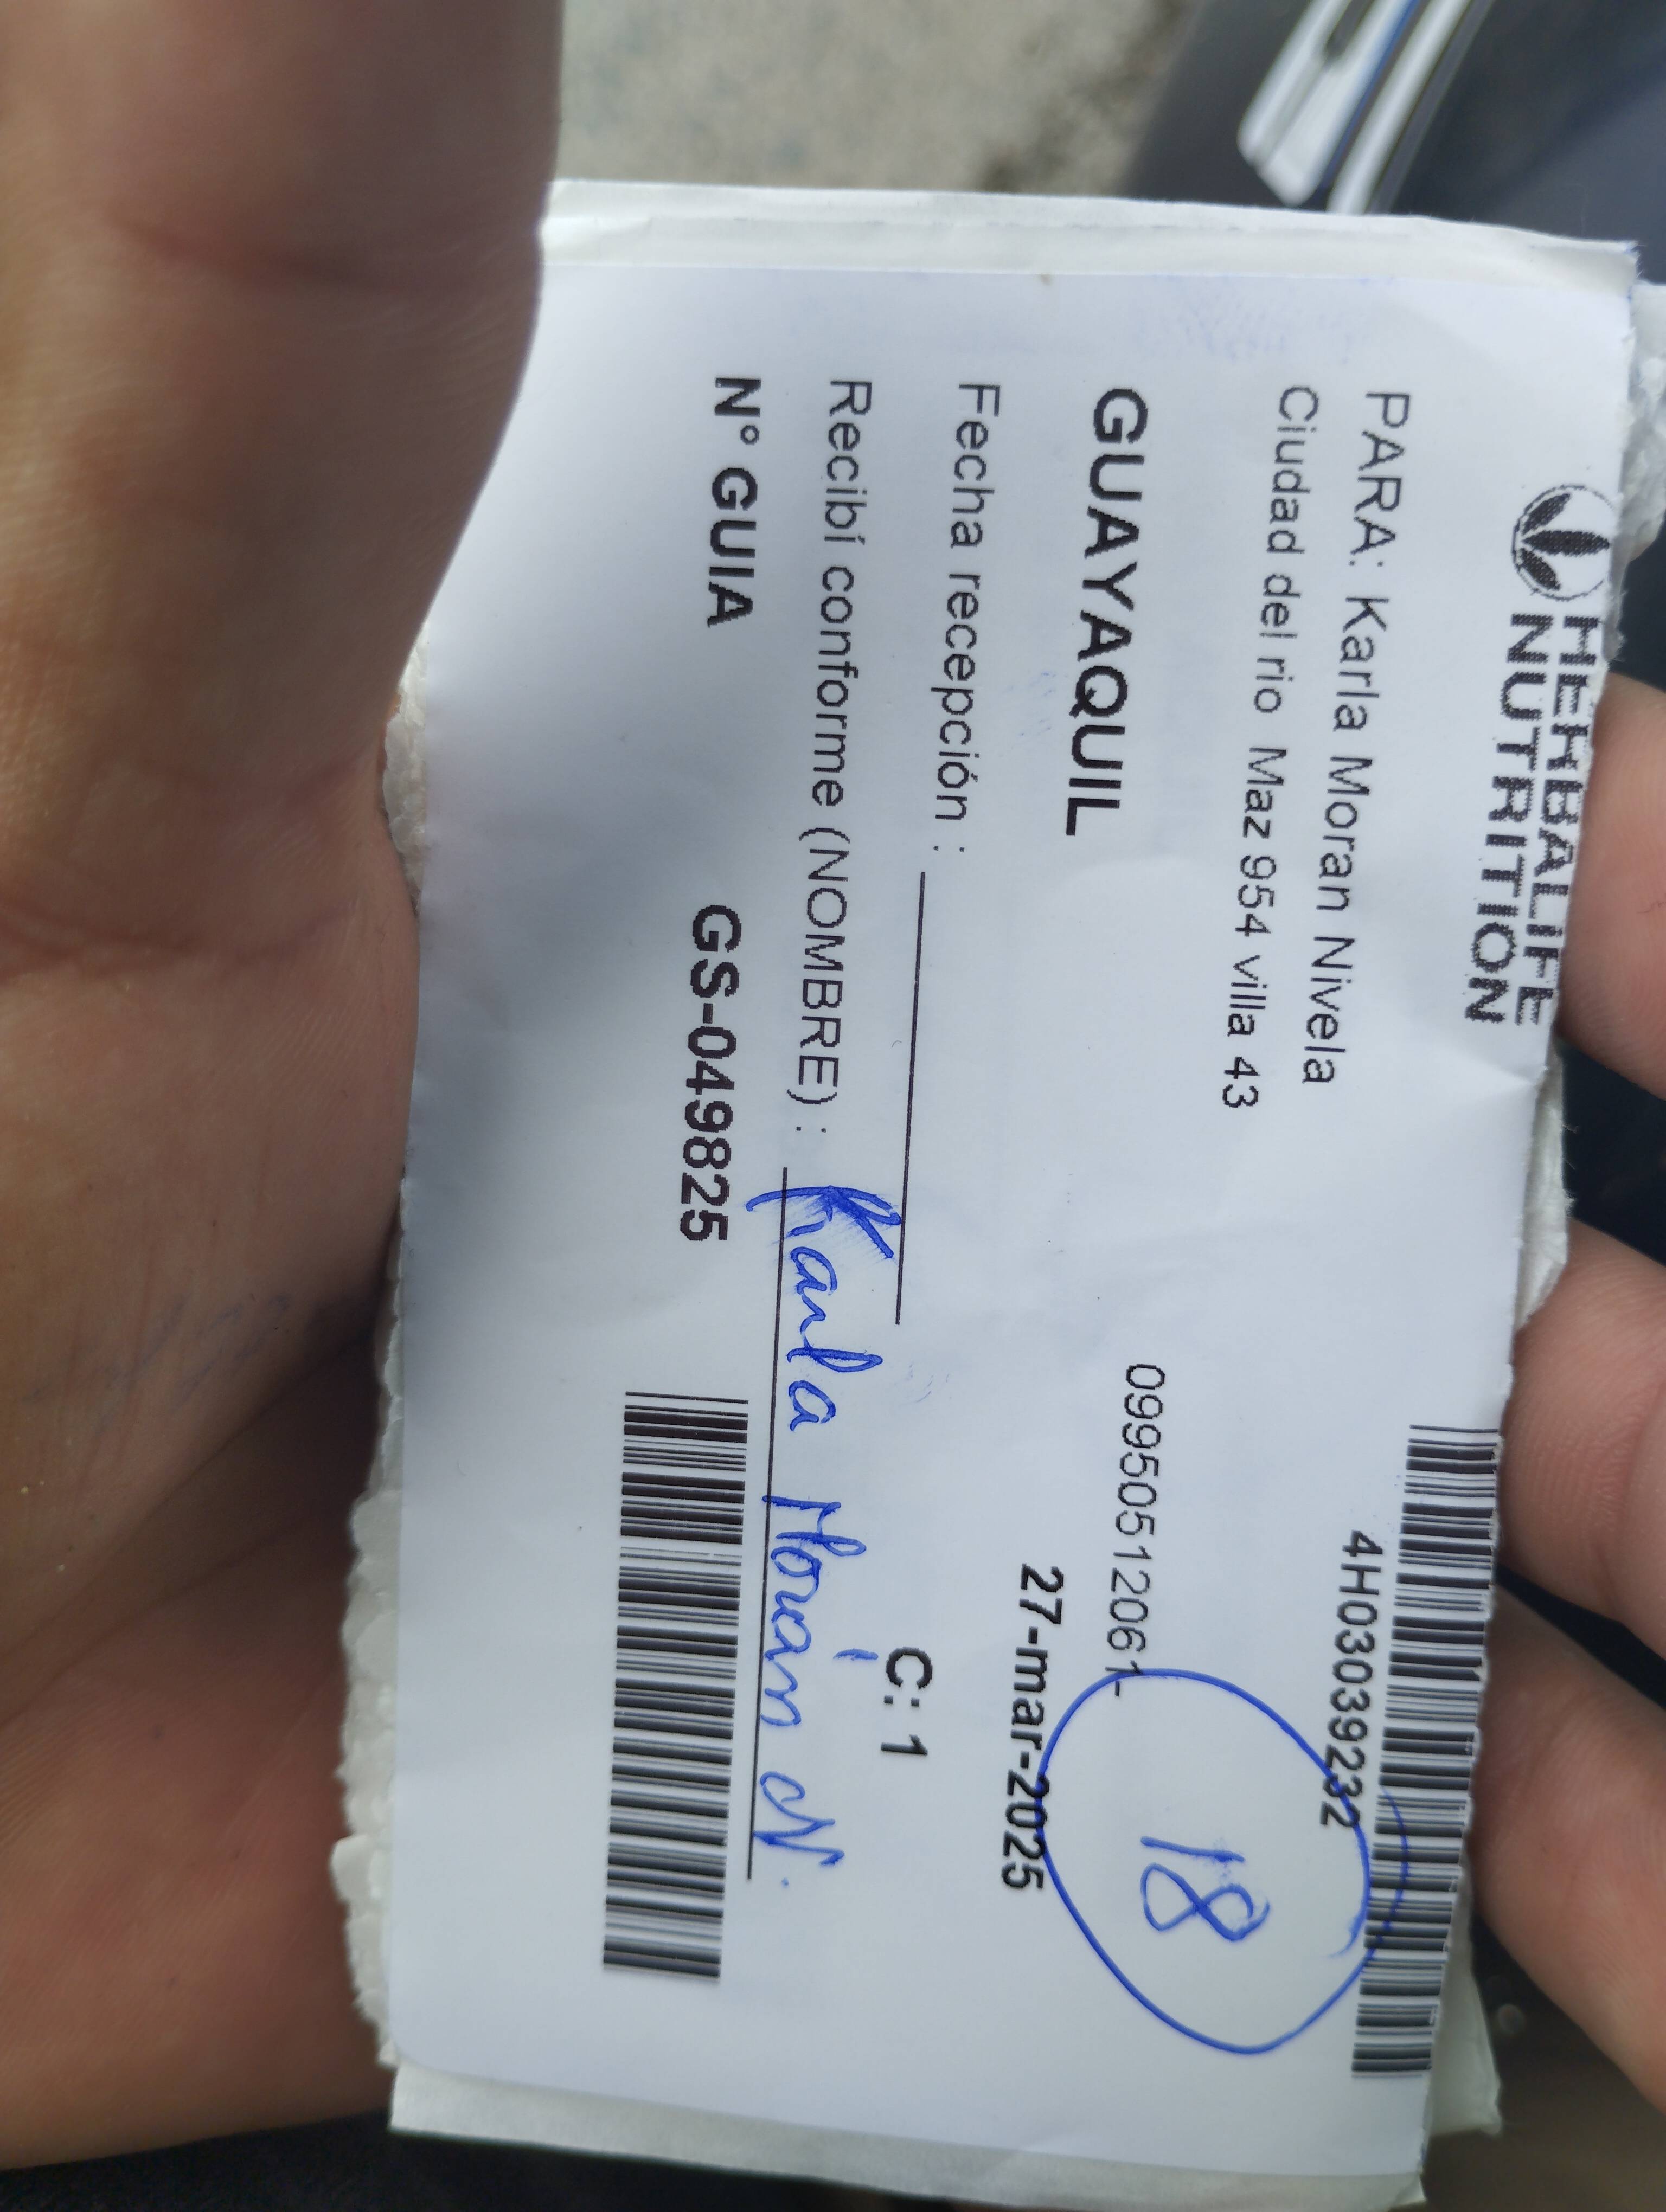 HERBALIFE
NUTRITION
4H03039232
PARA: Karla Moran Nivela
Ciudad del rio Maz 954 villa 43
18
GUAYAQUIL
09950512061-
27-mar-2025
Fecha recepción :
C: 1
Recibí conforme (NOMBRE) : Karla Morán N.
N° GUIA GS-049825